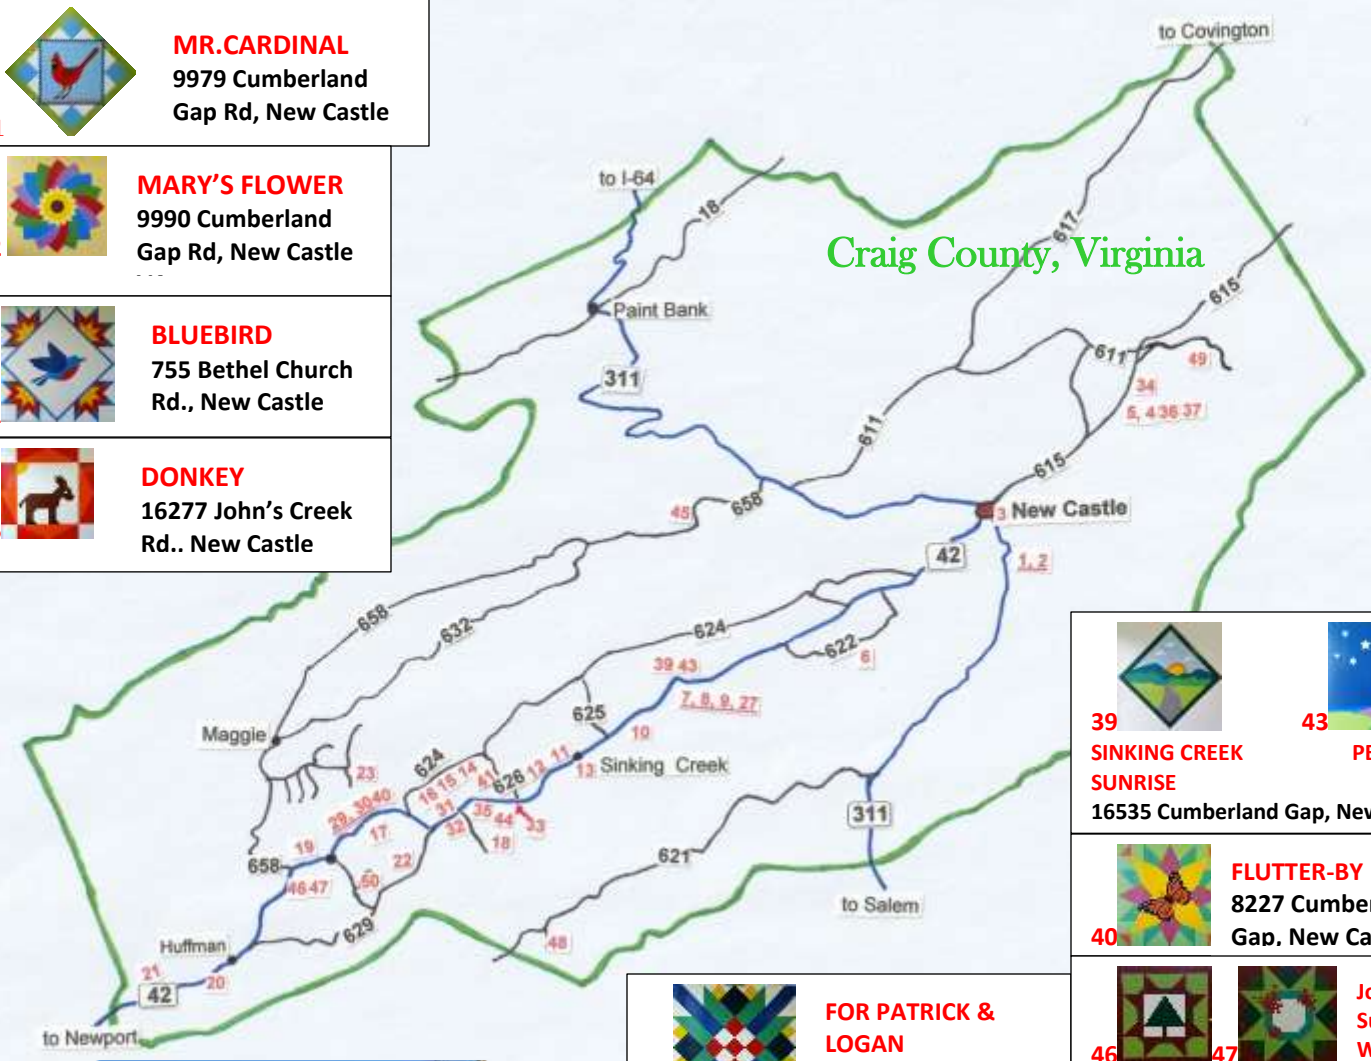 MR.CARDINAL
9979 Cumberland
Gap Rd, New Castle
MARY’S FLOWER
9990 Cumberland
Gap Rd, New Castle
BLUEBIRD
755 Bethel Church
Rd., New Castle
DONKEY
16277 John’s Creek
Rd.. New Castle
to Covington
to I-64
18
617
Craig County, Virginia
615
Paint Bank
611
49
311
34
5, 4 36 37
611
615
658
45
3 New Castle
42
1, 2
658
632
624
622
6
39 43
7, 8, 9, 27
625
10
Maggie
624
23
16 15 14
41
626
12
11
13
Sinking Creek
29, 30 40
31
35
44
33
17
32
18
311
19
22
658
621
46 47
50
to Salem
629
48
Huffman
21
20
42
to Newport
39
43
SINKING CREEK
SUNRISE
16535 Cumberland Gap,
FLUTTER-BY
8227
40
Gap,
46
47
FOR PATRICK &
LOGAN